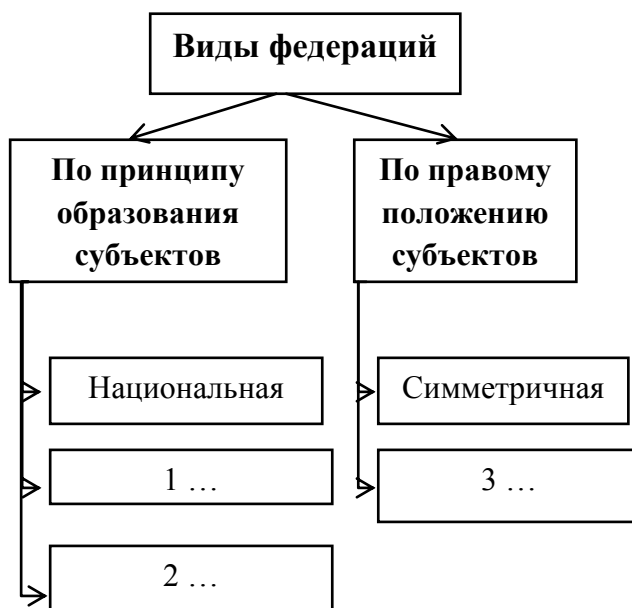 Виды федераций
По принципу
образования
субъектов
По правому
положению
субъектов
Национальная
Симметричная
1 …
3 …
2 …